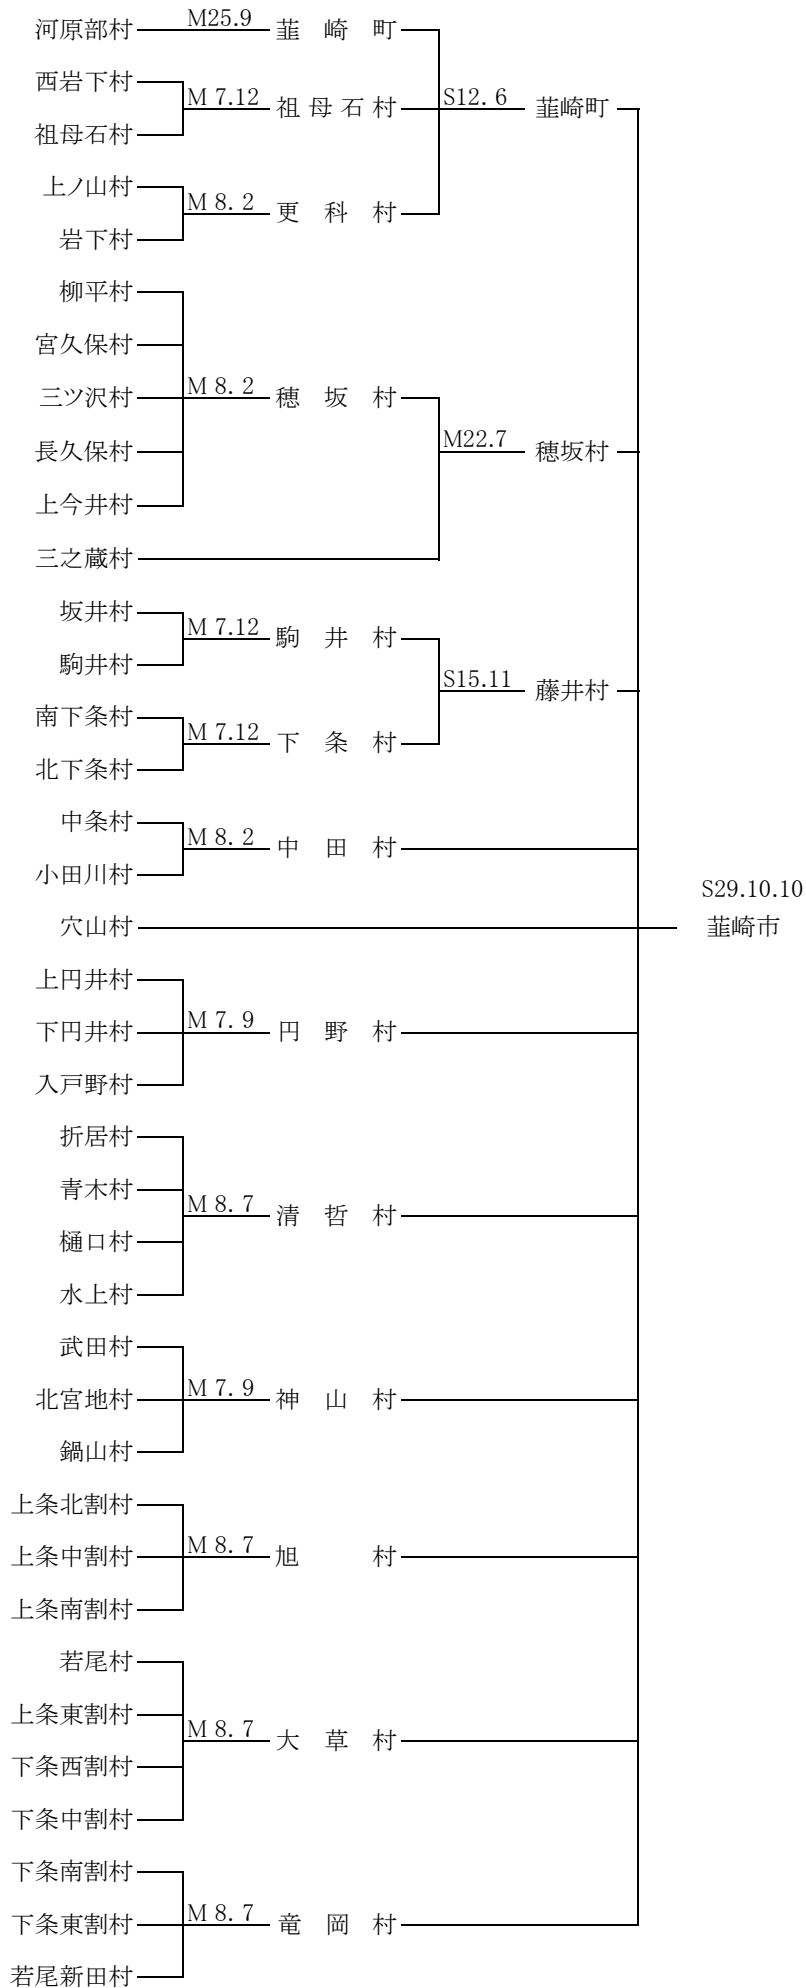 河原部村 M25.9 韮崎町
西岩下村
M 7.12 祖母石村 S12. 6 韮崎町
祖母石村
上ノ山村
M 8. 2 更科村
岩下村
柳平村
宮久保村
三ツ沢村 M 8. 2 穂坂村
長久保村 M22.7 穂坂村
上今井村
三之蔵村
坂井村
M 7.12 駒井村
駒井村
S15.11 藤井村
南下条村
M 7.12 下条村
北下条村
中条村
M 8. 2 中田村
小田川村
S29.10.10
穴山村 韮崎市
上円井村
下円井村 M 7. 9 円野村
入戸野村
折居村
青木村
M 8. 7 清哲村
樋口村
水上村
武田村
北宮地村 M 7. 9 神山村
鍋山村
上条北割村
上条中割村 M 8. 7 旭村
上条南割村
若尾村
上条東割村
M 8. 7 大草村
下条西割村
下条中割村
下条南割村
下条東割村 M 8. 7 竜岡村
若尾新田村